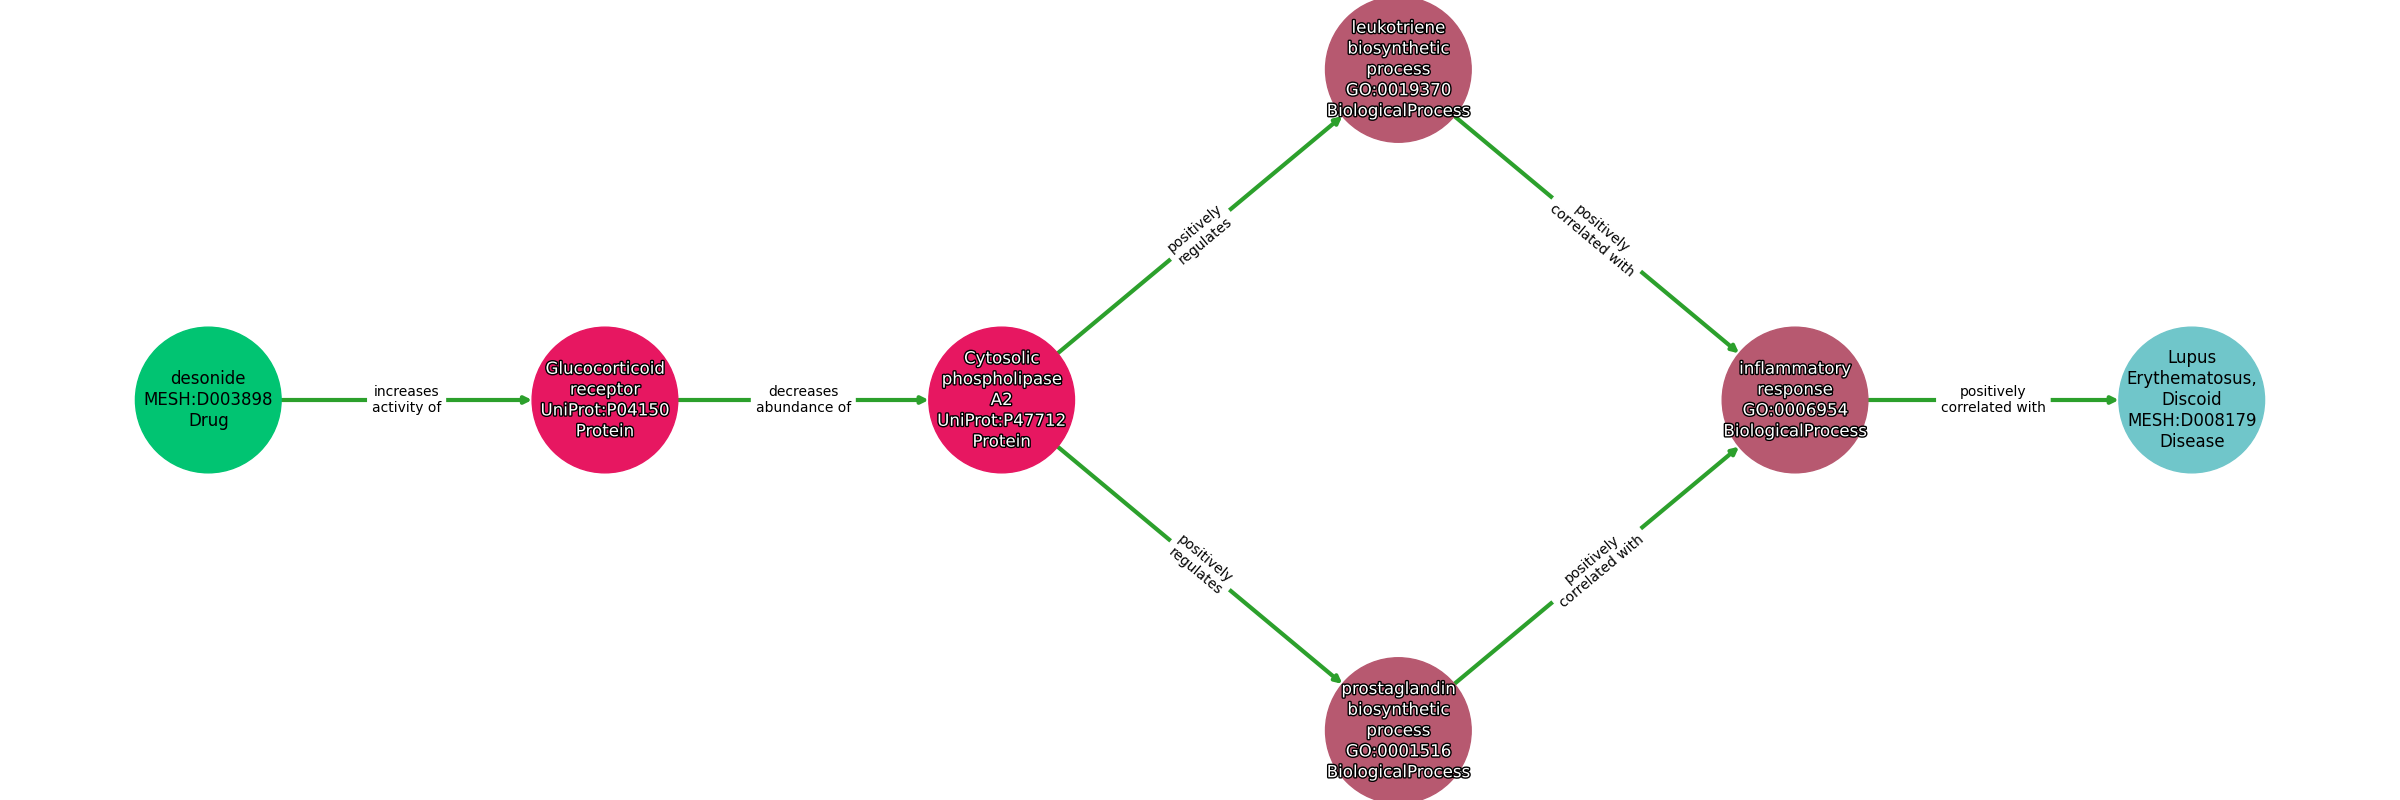 desonide
MESH:D003898
Drug
increases
activity of
Glucocorticoid
receptor
UniProt:P04150
Protein
decreases
abundance of
Cytosolic
phospholipase
A2
UniProt:P47712
Protein
positively
regulates
leukotriene
biosynthetic
process
GO:0019370
BiologicalProcess
positively
correlated with
positively
regulates
prostaglandin
biosynthetic
process
GO:0001516
BiologicalProcess
positively
correlated with
inflammatory
response
GO:0006954
BiologicalProcess
positively
correlated with
Lupus
Erythematosus,
Discoid
MESH:D008179
Disease